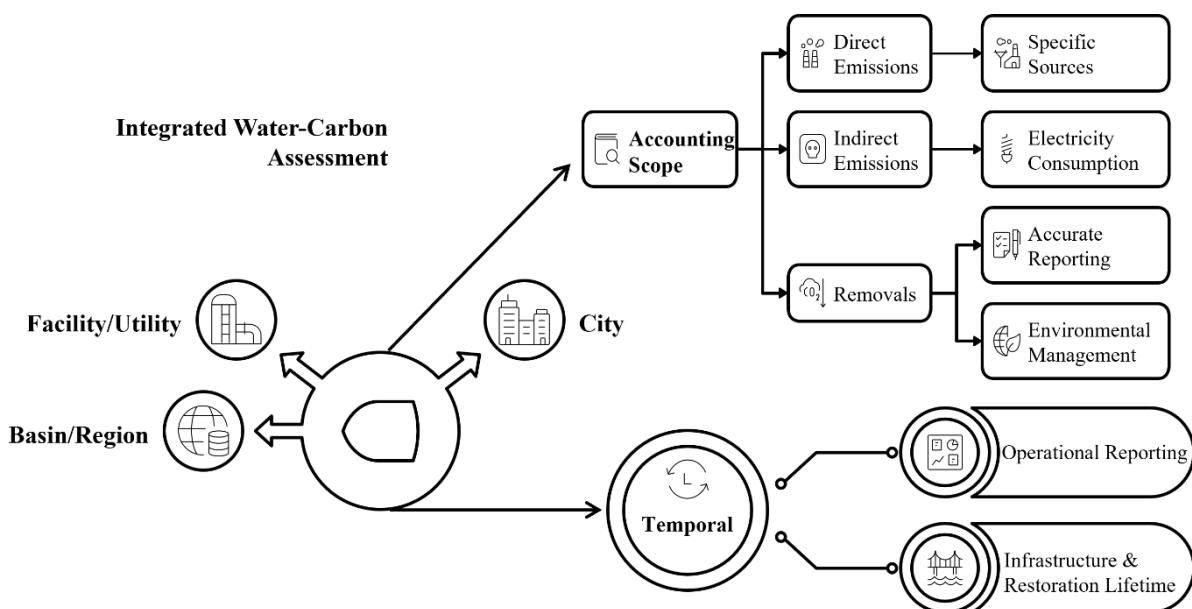 Integrated Water-Carbon
Assessment
Facility/Utility
Basin/Region
City
Accounting
Scope
Direct
Emissions
Specific
Sources
Indirect
Emissions
Electricity
Consumption
CO2
Removals
Accurate
Reporting
Environmental
Management
Temporal
Operational Reporting
Infrastructure &
Restoration Lifetime